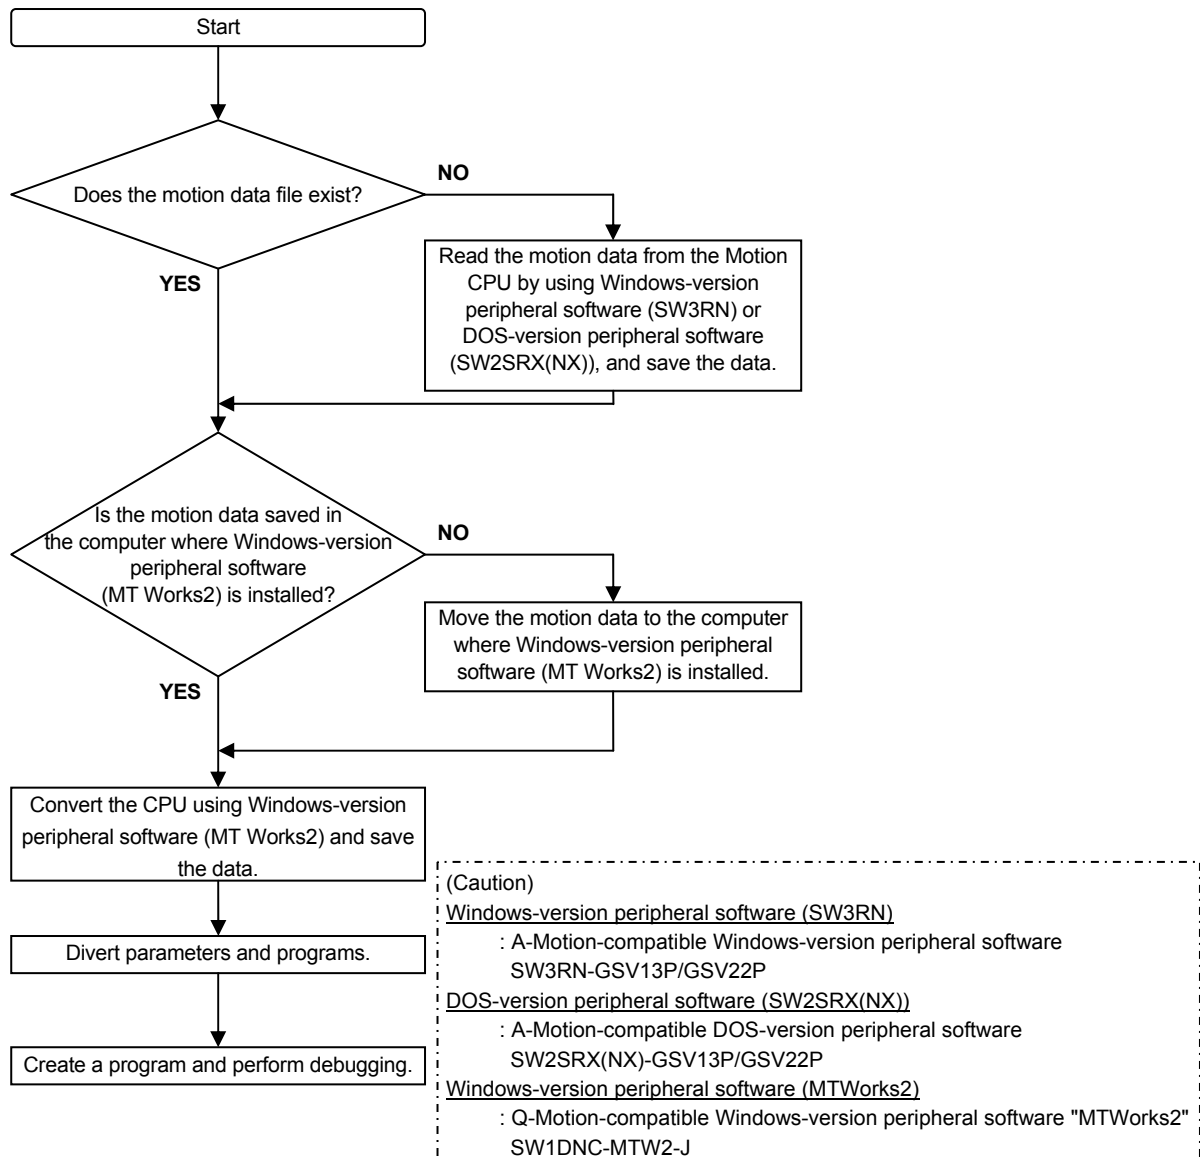 Start
Does the motion data file exist?
NO
YES
Read the motion data from the Motion
CPU by using Windows-version
peripheral software (SW3RN) or
DOS-version peripheral software
(SW2SRX(NX)), and save the data.
Is the motion data saved in
the computer where Windows-version
peripheral software
(MT Works2) is installed?
NO
YES
Move the motion data to the computer
where Windows-version peripheral
software (MT Works2) is installed.
Convert the CPU using Windows-version
peripheral software (MT Works2) and save
the data.
Divert parameters and programs.
Create a program and perform debugging.
(Caution)
Windows-version peripheral software (SW3RN)
: A-Motion-compatible Windows-version peripheral software
SW3RN-GSV13P/GSV22P
DOS-version peripheral software (SW2SRX(NX))
: A-Motion-compatible DOS-version peripheral software
SW2SRX(NX)-GSV13P/GSV22P
Windows-version peripheral software (MTWorks2)
: Q-Motion-compatible Windows-version peripheral software "MTWorks2"
SW1DNC-MTW2-J